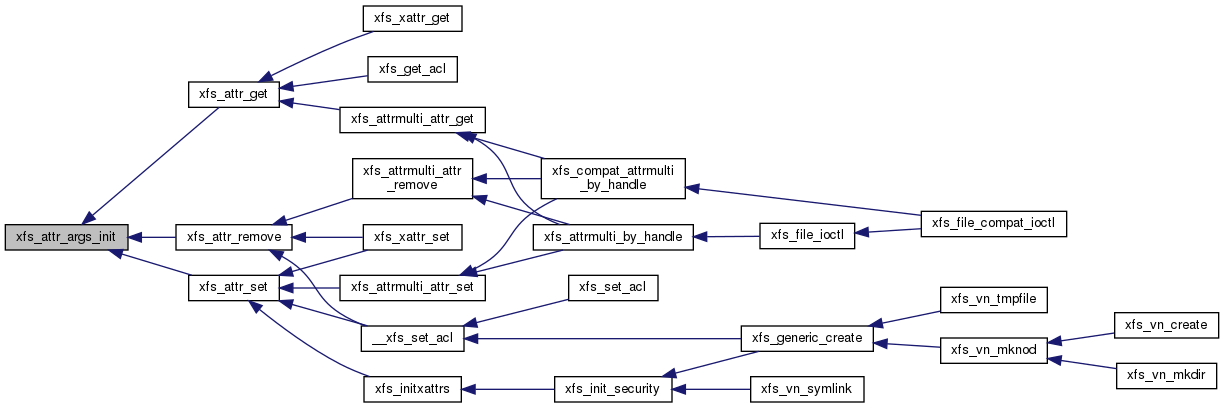 xfs_xattr_get
xfs_get_acl
xfs_attr_get
xfs_attrmulti_attr_get
xfs_attrmulti_attr
_remove
xfs_compat_attrmulti
_by_handle
xfs_file_compat_ioctl
xfs_attr_args_init
xfs_attr_remove
xfs_xattr_set
xfs_attrmulti_by_handle
xfs_file_ioctl
xfs_attr_set
xfs_attrmulti_attr_set
xfs_set_acl
xfs_vn_tmpfile
__xfs_set_acl
xfs_generic_create
xfs_vn_mknod
xfs_vn_create
xfs_initxattrs
xfs_init_security
xfs_vn_symlink
xfs_vn_mkdir